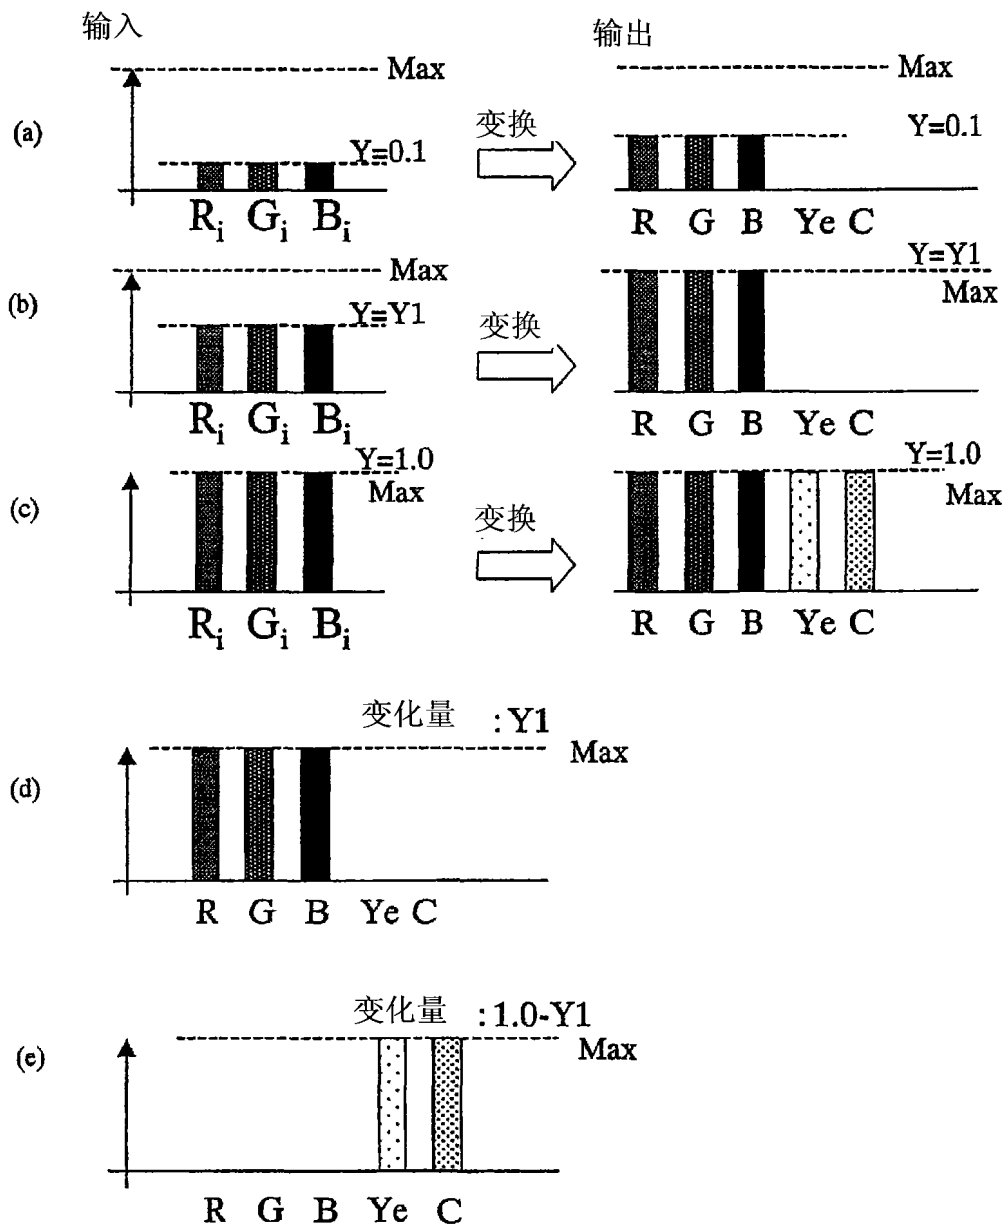 输入 输出
Max Max
(a) Y=0.1 变换 Y=0.1
Rᵢ Gᵢ Bᵢ R G B Ye C
Max Y=Y1
(b) Y=Y1 变换 Max
Rᵢ Gᵢ Bᵢ R G B Ye C
Y=1.0 Y=1.0
(c) Max 变换 Max
Rᵢ Gᵢ Bᵢ R G B Ye C
变化量 :Y1
Max
(d)
R G B Ye C
变化量 :1.0-Y1
(e) Max
R G B Ye C